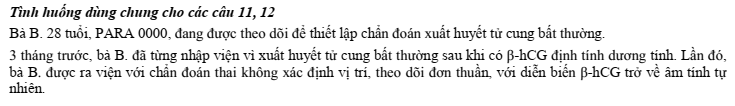 Tình huống dùng chung cho các câu 11, 12
Bà B. 28 tuổi, PARA 0000, đang được theo dõi để thiết lập chẩn đoán xuất huyết tử cung bất thường.
3 tháng trước, bà B. đã từng nhập viện vì xuất huyết tử cung bất thường sau khi có β-hCG định tính dương tính. Lần đó,
bà B. được ra viện với chẩn đoán thai không xác định vị trí, theo dõi đơn thuần, với diễn biến β-hCG trở về âm tính tự
nhiên.